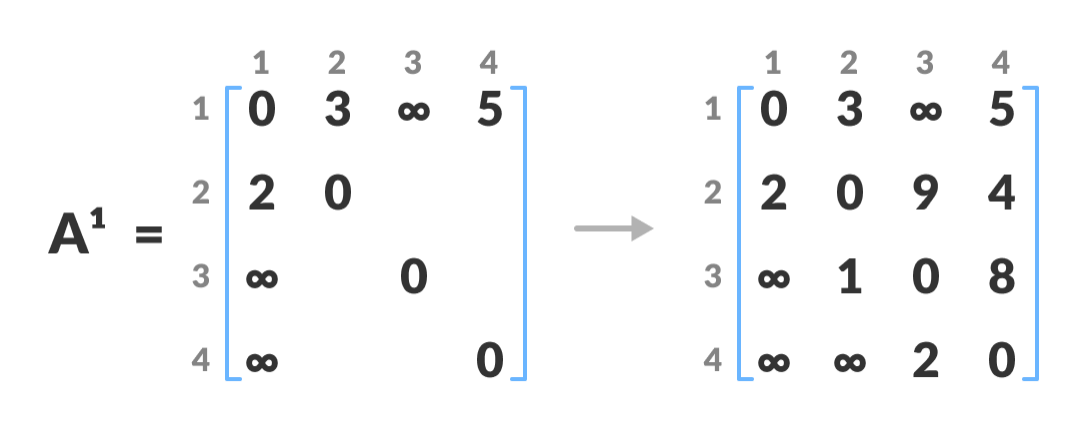 1 2 3 4 1 2 3 4
1 0 3 ∞ 5 1 0 3 ∞ 5
2 2 0 2 2 0 9 4
A¹ =
3 ∞ 0 3 ∞ 1 0 8
4 ∞ 0 4 ∞ ∞ 2 0